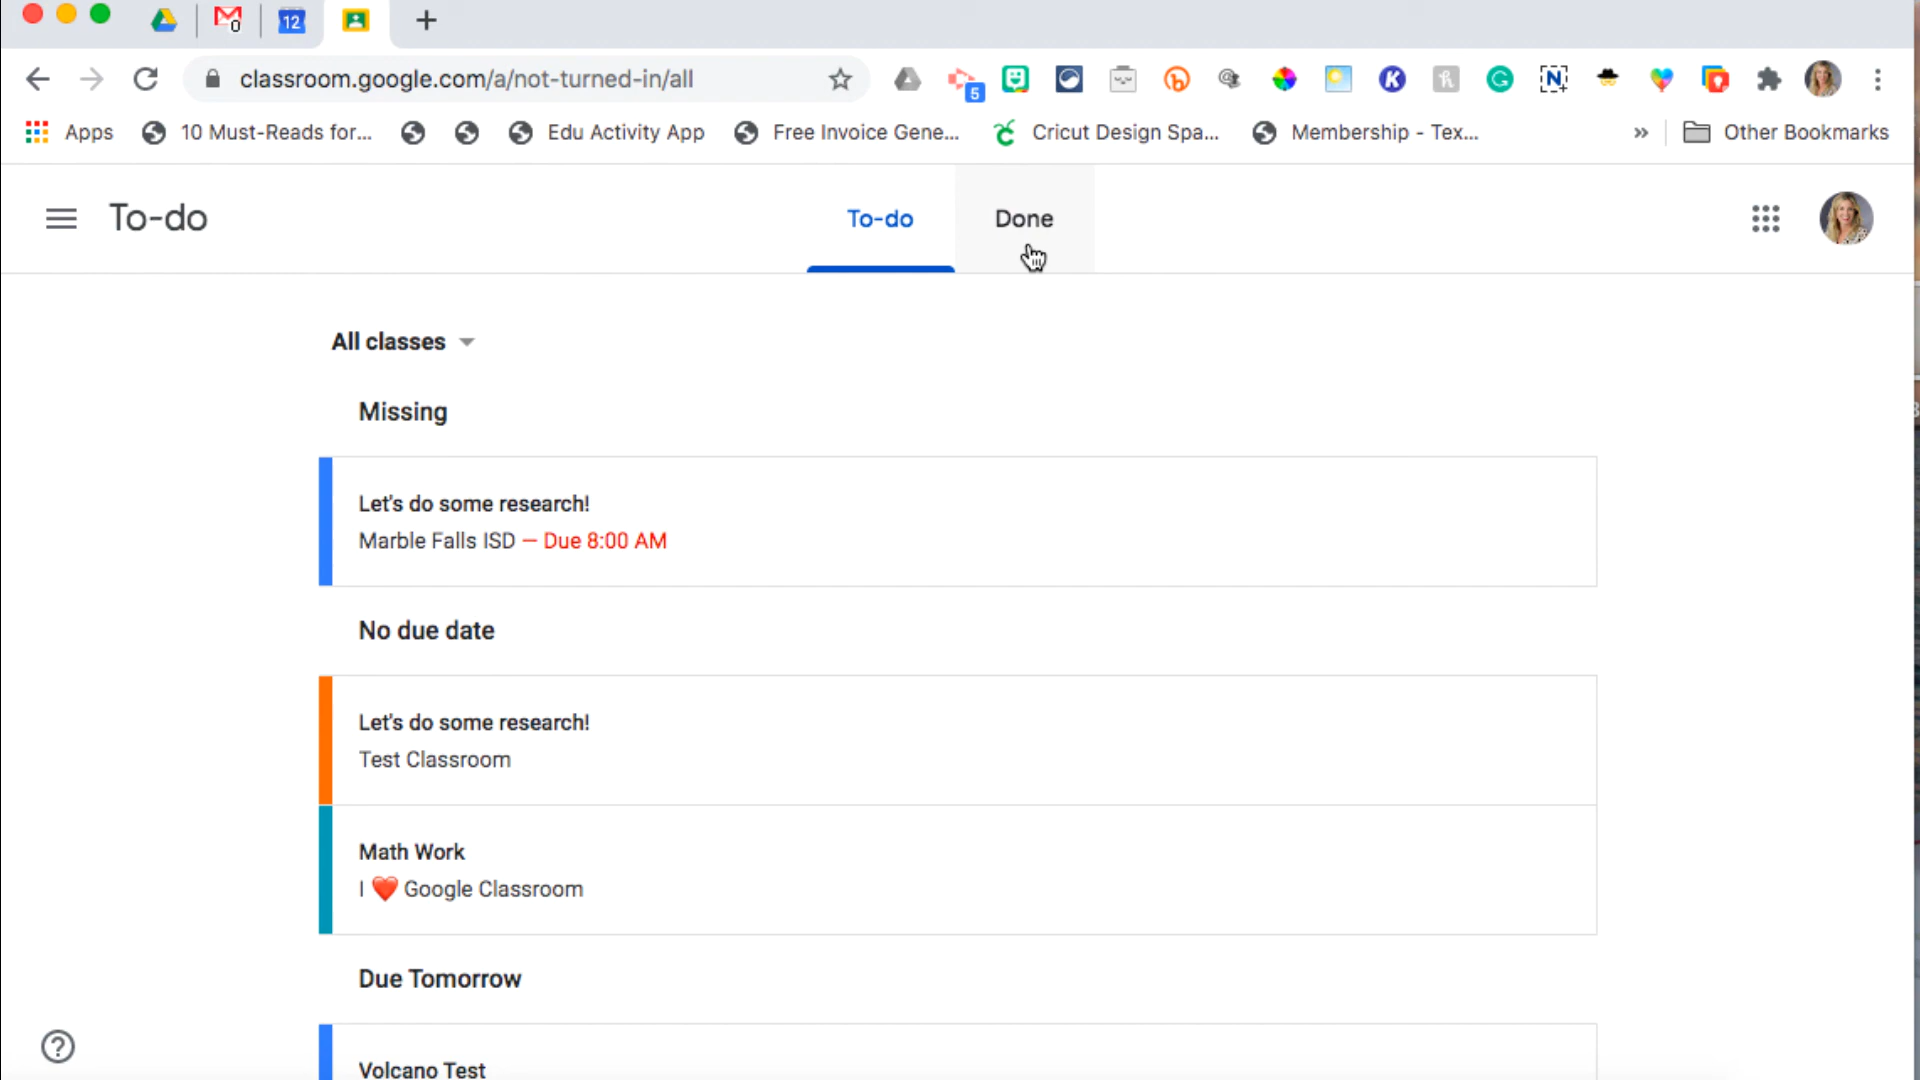 0
12
classroom.google.com/a/not-turned-in/all
5
Apps
10 Must-Reads for...
Edu Activity App
Free Invoice Gene...
Cricut Design Spa...
Membership - Tex...
»
Other Bookmarks
To-do
To-do
Done
All classes
Missing
Let's do some research!
Marble Falls ISD – Due 8:00 AM
No due date
Let's do some research!
Test Classroom
Math Work
I ❤️ Google Classroom
Due Tomorrow
Volcano Test